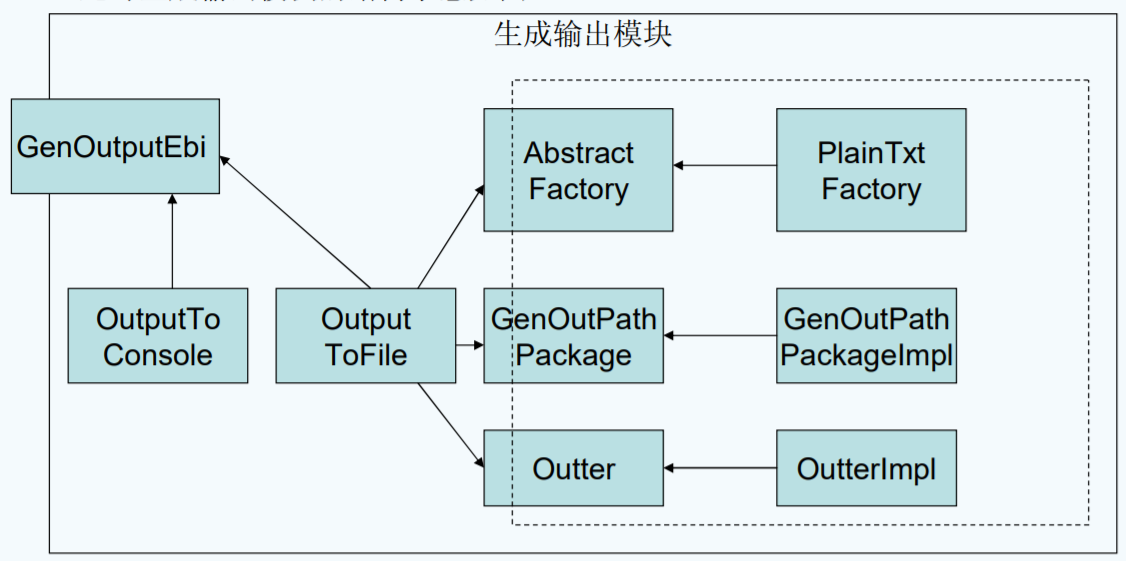 生成输出模块
GenOutputEbi
Abstract
Factory
PlainTxt
Factory
OutputTo
Console
Output
ToFile
GenOutPath
Package
GenOutPath
PackageImpl
Outter
OutterImpl